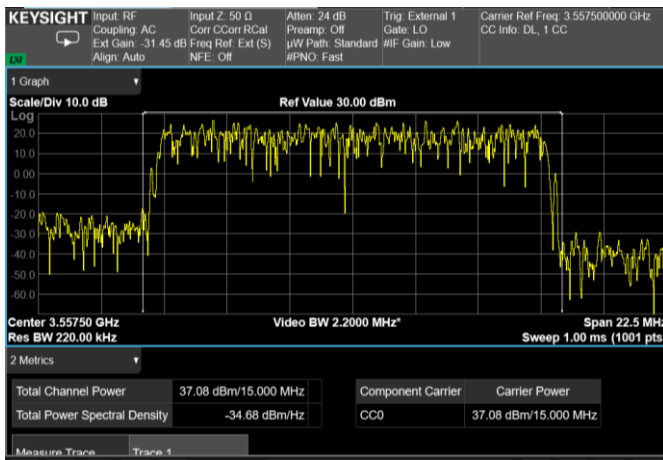 KEYSIGHT Input: RF Input Z: 50 Ω Atten: 24 dB Trig: External 1 Carrier Ref Freq: 3.557500000 GHz
Coupling: AC Corr CCorr RCal Preamp: Off Gate: LO CC Info: DL, 1 CC
Ext Gain: -31.45 dB Freq Ref: Ext (S) µW Path: Standard #IF Gain: Low
LXI Align: Auto NFE: Off #PNO: Fast
1 Graph
Scale/Div 10.0 dB Ref Value 30.00 dBm
Log
20.0
10.0
0.00
-10.0
-20.0
-30.0
-40.0
-50.0
-60.0
Center 3.55750 GHz Video BW 2.2000 MHz* Span 22.5 MHz
Res BW 220.00 kHz Sweep 1.00 ms (1001 pts
2 Metrics
Total Channel Power 37.08 dBm/15.000 MHz Component Carrier Carrier Power
Total Power Spectral Density -34.68 dBm/Hz CC0 37.08 dBm/15.000 MHz
Measure Trace Trace 1